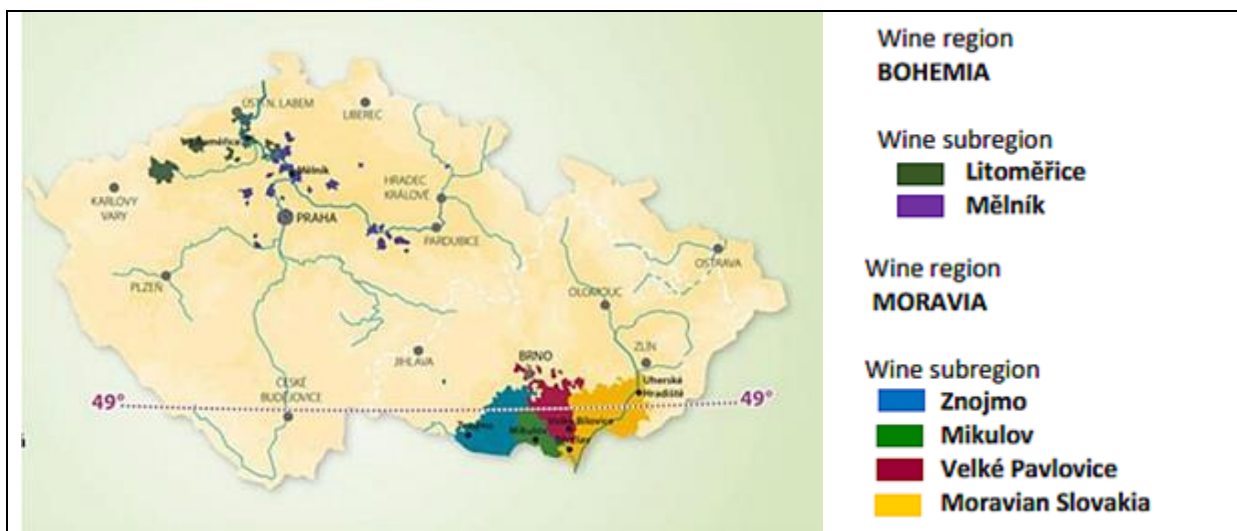 ÚSTÍ N. LABEM
LIBEREC
Mělník
KARLOVY
VARY
HRADEC
KRÁLOVÉ
PRAHA
PARDUBICE
PLZEŇ
OSTRAVA
OLOMOUC
ZLÍN
JIHLAVA
BRNO
Uherské
Hradiště
ČESKÉ
BUDĚJOVICE
49°
49°
Znojmo
Mikulov
Wine region
BOHEMIA
Wine subregion
Litoměřice
Mělník
Wine region
MORAVIA
Wine subregion
Znojmo
Mikulov
Velké Pavlovice
Moravian Slovakia